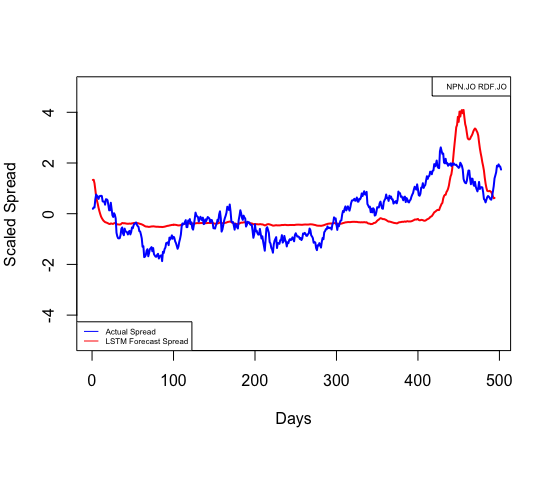 NPN.JO RDF.JO
Scaled Spread
4
2
0
-2
-4
Actual Spread
LSTM Forecast Spread
0 100 200 300 400 500
Days